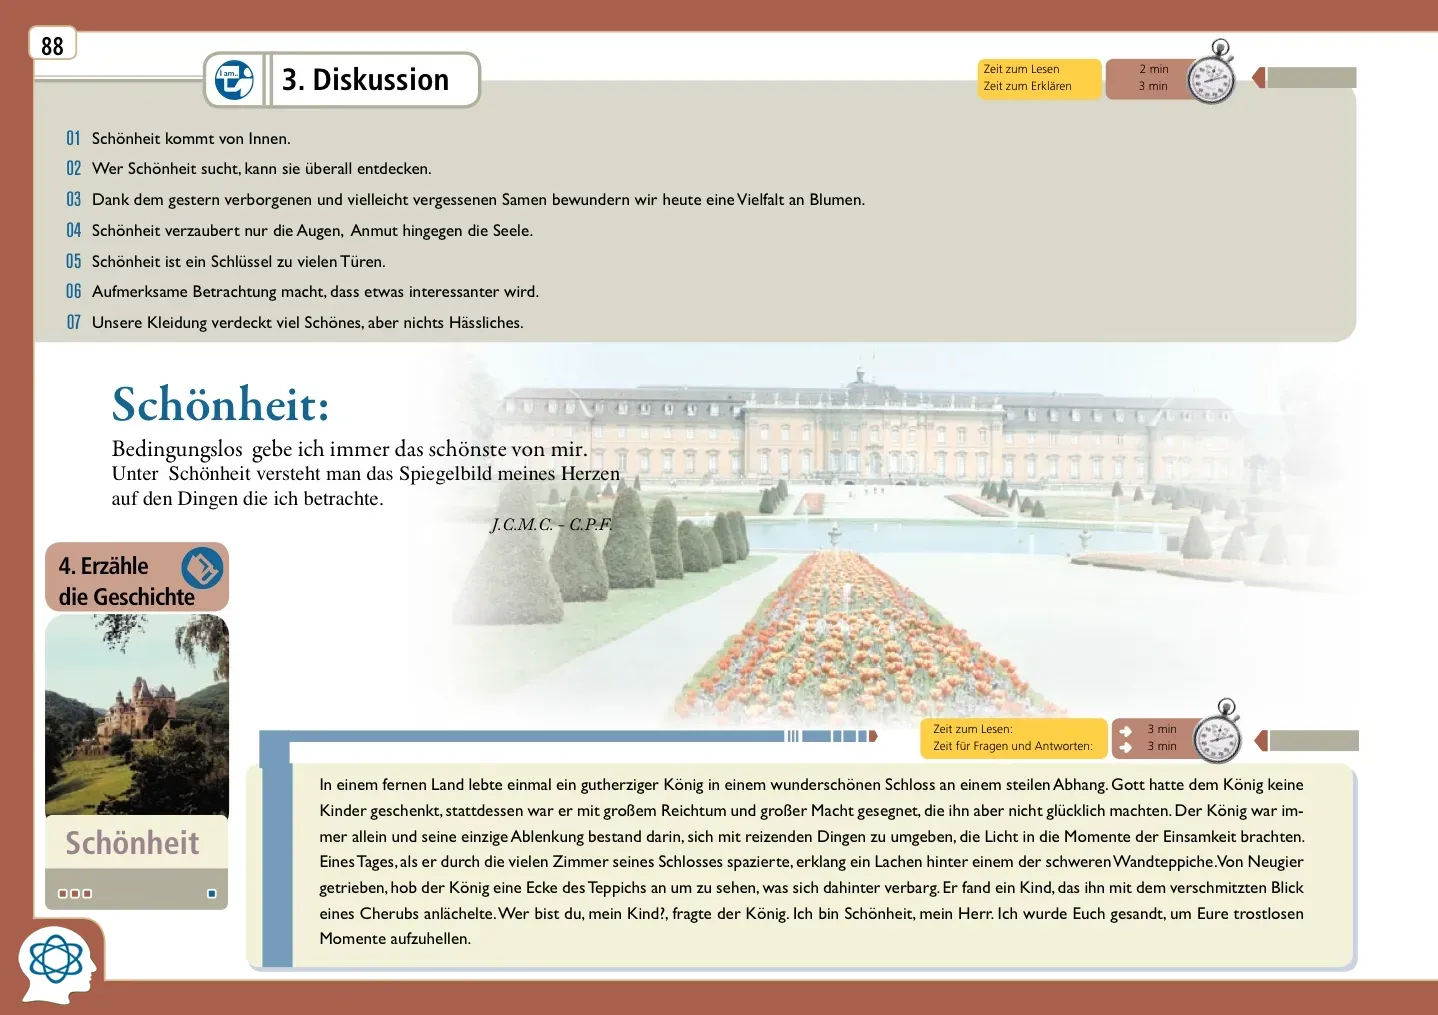 88
I am...
3. Diskussion
Zeit zum Lesen 2 min
Zeit zum Erklären 3 min
01 Schönheit kommt von Innen.
02 Wer Schönheit sucht, kann sie überall entdecken.
03 Dank dem gestern verborgenen und vielleicht vergessenen Samen bewundern wir heute eine Vielfalt an Blumen.
04 Schönheit verzaubert nur die Augen, Anmut hingegen die Seele.
05 Schönheit ist ein Schlüssel zu vielen Türen.
06 Aufmerksame Betrachtung macht, dass etwas interessanter wird.
07 Unsere Kleidung verdeckt viel Schönes, aber nichts Hässliches.
Schönheit:
Bedingungslos gebe ich immer das schönste von mir.
Unter Schönheit versteht man das Spiegelbild meines Herzen
auf den Dingen die ich betrachte.
J.C.M.C. - C.P.F.
4. Erzähle
die Geschichte
Schönheit
Zeit zum Lesen: 3 min
Zeit für Fragen und Antworten: 3 min
In einem fernen Land lebte einmal ein gutherziger König in einem wunderschönen Schloss an einem steilen Abhang. Gott hatte dem König keine
Kinder geschenkt, stattdessen war er mit großem Reichtum und großer Macht gesegnet, die ihn aber nicht glücklich machten. Der König war im-
mer allein und seine einzige Ablenkung bestand darin, sich mit reizenden Dingen zu umgeben, die Licht in die Momente der Einsamkeit brachten.
Eines Tages, als er durch die vielen Zimmer seines Schlosses spazierte, erklang ein Lachen hinter einem der schweren Wandteppiche. Von Neugier
getrieben, hob der König eine Ecke des Teppichs an um zu sehen, was sich dahinter verbarg. Er fand ein Kind, das ihn mit dem verschmitzten Blick
eines Cherubs anlächelte. Wer bist du, mein Kind?, fragte der König. Ich bin Schönheit, mein Herr. Ich wurde Euch gesandt, um Eure trostlosen
Momente aufzuhellen.